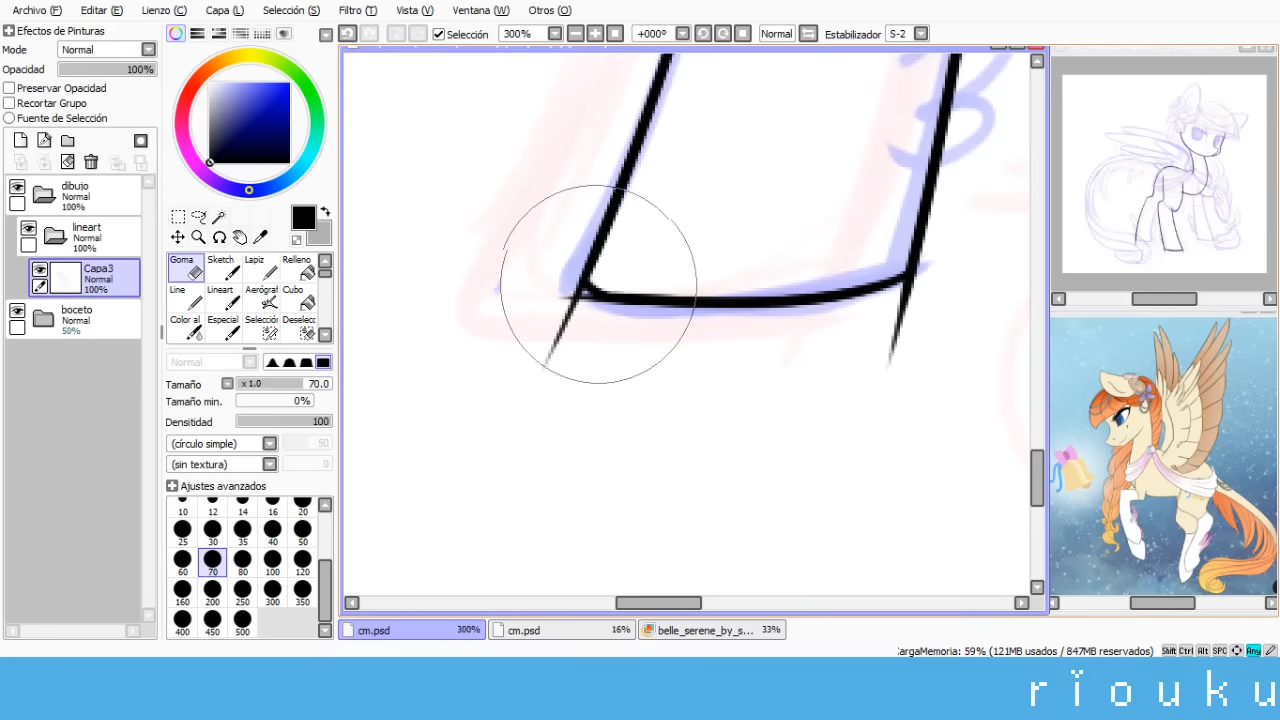 Archivo (F) Editar (E) Lienzo (C) Capa (L) Selección (S) Filtro (T) Vista (V) Ventana (W) Otros (O)
Efectos de Pinturas
Mode Normal
Opacidad 100%
Preservar Opacidad
Recortar Grupo
Fuente de Selección
dibujo
Normal
100%
lineart
Normal
100%
Capa3
Normal
100%
boceto
Normal
50%
Selección 300% +000º Normal Estabilizador S-2
Goma Sketch Lapiz Relleno
Line Lineart Aerógraf Cubo
Color al Especial Selecció Deselecc
Normal
Tamaño x 1.0 70.0
Tamaño min. 0%
Densitidad 100
(círculo simple) 50
(sin textura) 0
Ajustes avanzados
10 12 14 16 20
25 30 35 40 50
60 70 80 100 120
160 200 250 300 350
400 450 500
cm.psd 300% cm.psd 16% belle_serene_by_s... 33%
CargaMemoria: 59% (121MB usados / 847MB reservados) Shift Ctrl Alt SPC Any
rïouku